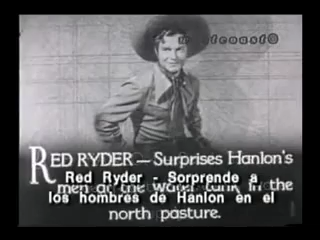 RED RYDER — Surprises Hanlon's
men at the water tank in the
Red Ryder - Sorprende a
los hombres de Hanlon en el
north pasture.